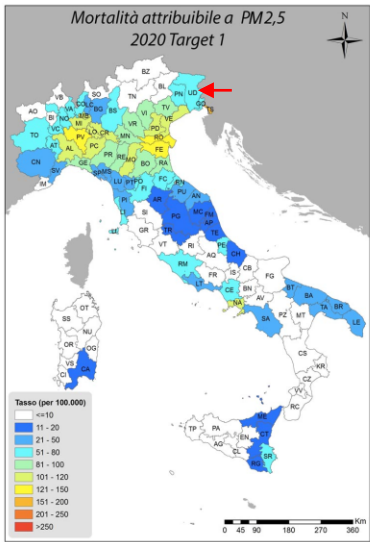 Mortalità attribuibile a PM2,5
2020 Target 1
N
BZ
SO
VB
BL
TN
UD
PN
AO
BI
CO
LC
BG
BS
VI
TV
GO
TS
VE
NO
VC
MI
VR
PD
TO
PV
LO
CR
MN
RO
AT
AL
PC
PR
RE
MO
FE
CN
GE
BO
RA
SV
IM
SP
MS
LU
PT
PO
FC
RN
FI
PU
AN
PI
LI
AR
SI
PG
MC
FM
AP
GR
TR
TE
VT
RI
AQ
PE
CH
RM
FR
IS
CB
FG
LT
CE
BN
AV
BT
BA
NA
SA
PZ
MT
TA
BR
LE
SS
OT
NU
OR
OG
VS
CI
CA
CS
KR
CZ
VV
RC
ME
TP
PA
EN
CT
AG
CL
RG
SR
Tasso (per 100.000)
<=10
11 - 20
21 - 50
51 - 80
81 - 100
101 - 120
121 - 150
151 - 200
201 - 250
>250
Km
0 45 90 180 270 360